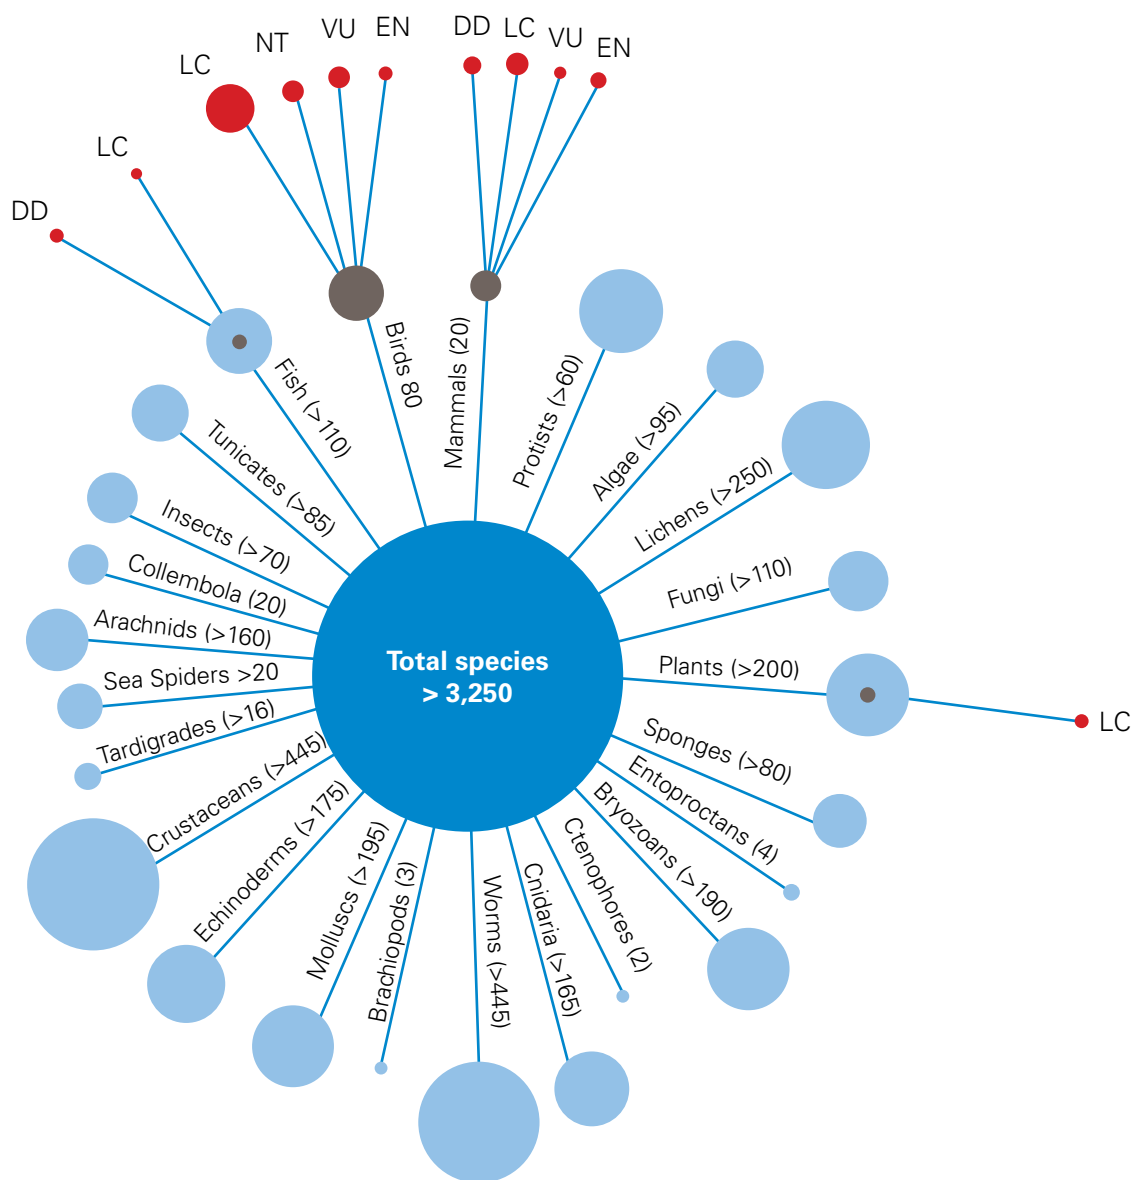 DD
LC
LC
NT
VU
EN
DD
LC
VU
EN
Fish (>110)
Birds 80
Mammals (20)
Protists (>60)
Algae (>95)
Lichens (>250)
Fungi (>110)
Plants (>200)
LC
Sponges (>80)
Entoproctans (4)
Bryozoans (>190)
Ctenophores (2)
Cnidaria (>165)
Worms (>445)
Brachiopods (3)
Molluscs (>195)
Echinoderms (>175)
Crustaceans (>445)
Tardigrades (>16)
Sea Spiders >20
Arachnids (>160)
Collembola (20)
Insects (>70)
Tunicates (>85)
Total species
> 3,250